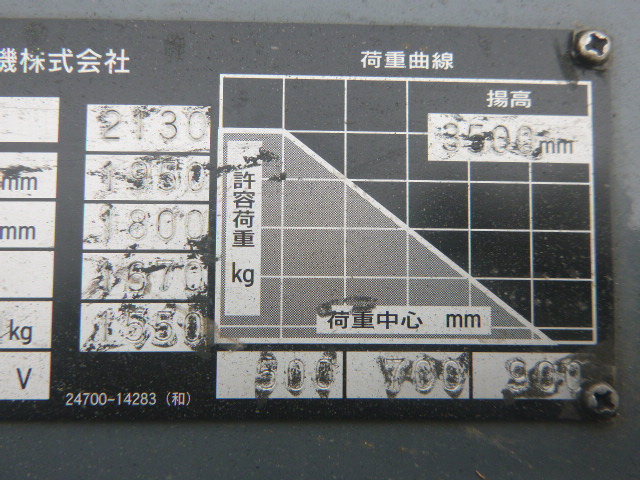 機株式会社
荷重曲線
揚高
3500mm
2130
mm
1950
mm
1800
許容荷重
kg
1670
kg
1550
荷重中心 mm
V
500
700
900
24700-14283 (和)